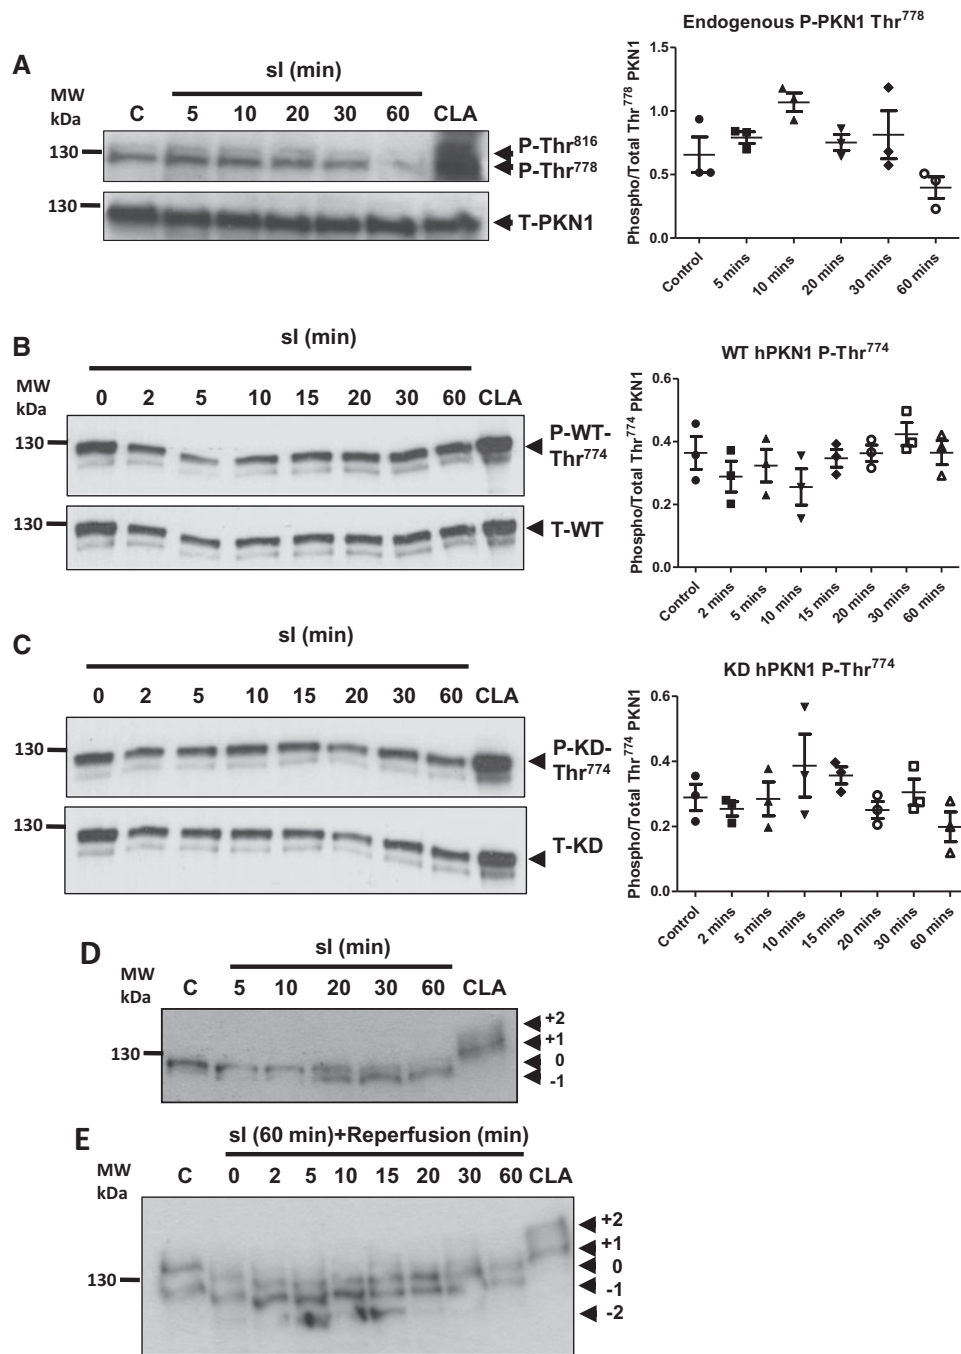 A
sI (min)
MW
kDa
C 5 10 20 30 60 CLA
130
P-Thr816
P-Thr778
130
T-PKN1
Endogenous P-PKN1 Thr778
Phospho/Total Thr778 PKN1
1.5
1.0
0.5
0.0
Control 5 mins 10 mins 20 mins 30 mins 60 mins
B
sI (min)
MW
kDa
0 2 5 10 15 20 30 60 CLA
130
P-WT-
Thr774
130
T-WT
WT hPKN1 P-Thr774
Phospho/Total Thr774 PKN1
0.6
0.4
0.2
0.0
Control 2 mins 5 mins 10 mins 15 mins 20 mins 30 mins 60 mins
C
sI (min)
0 2 5 10 15 20 30 60 CLA
130
P-KD-
Thr774
130
T-KD
KD hPKN1 P-Thr774
Phospho/Total Thr774 PKN1
0.6
0.4
0.2
0.0
Control 2 mins 5 mins 10 mins 15 mins 20 mins 30 mins 60 mins
D
sI (min)
MW
kDa
C 5 10 20 30 60 CLA
130
+2
+1
0
-1
E
sI (60 min)+Reperfusion (min)
MW
kDa
C 0 2 5 10 15 20 30 60 CLA
130
+2
+1
0
-1
-2